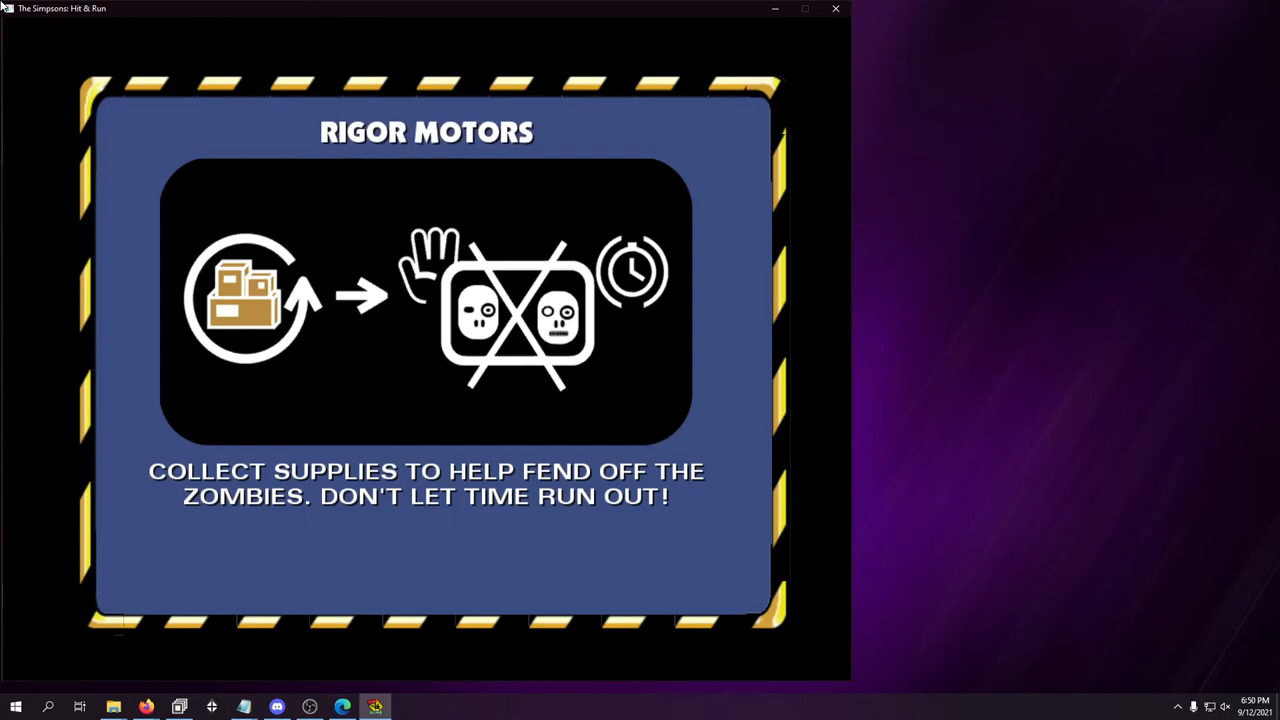 The Simpsons: Hit & Run
RIGOR MOTORS
COLLECT SUPPLIES TO HELP FEND OFF THE
ZOMBIES. DON'T LET TIME RUN OUT!
6:50 PM
9/12/2021